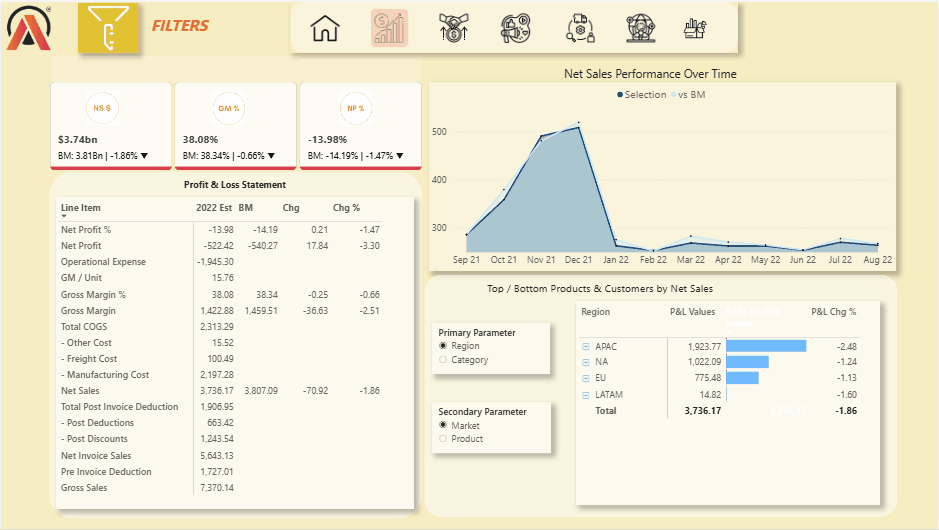 FILTERS
NS $
GM %
NP %
$3.74bn
38.08%
-13.98%
BM: 3.81Bn | -1.86% ▼
BM: 38.34% | -0.66% ▼
BM: -14.19% | -1.47% ▼
Profit & Loss Statement
Line Item 2022 Est BM Chg Chg %
Net Profit % -13.98 -14.19 0.21 -1.47
Net Profit -522.42 -540.27 17.84 -3.30
Operational Expense -1,945.30
GM / Unit 15.76
Gross Margin % 38.08 38.34 -0.25 -0.66
Gross Margin 1,422.88 1,459.51 -36.63 -2.51
Total COGS 2,313.29
- Other Cost 15.52
- Freight Cost 100.49
- Manufacturing Cost 2,197.28
Net Sales 3,736.17 3,807.09 -70.92 -1.86
Total Post Invoice Deduction 1,906.95
- Post Deductions 663.42
- Post Discounts 1,243.54
Net Invoice Sales 5,643.13
Pre Invoice Deduction 1,727.01
Gross Sales 7,370.14
Net Sales Performance Over Time
Selection vs BM
500
400
300
Sep 21 Oct 21 Nov 21 Dec 21 Jan 22 Feb 22 Mar 22 Apr 22 May 22 Jun 22 Jul 22 Aug 22
Top / Bottom Products & Customers by Net Sales
Primary Parameter
Region
Category
Secondary Parameter
Market
Product
Region P&L Values P&L Chg %
APAC 1,923.77 -2.48
NA 1,022.09 -1.24
EU 775.48 -1.13
LATAM 14.82 -1.60
Total 3,736.17 3,736.17 -1.86